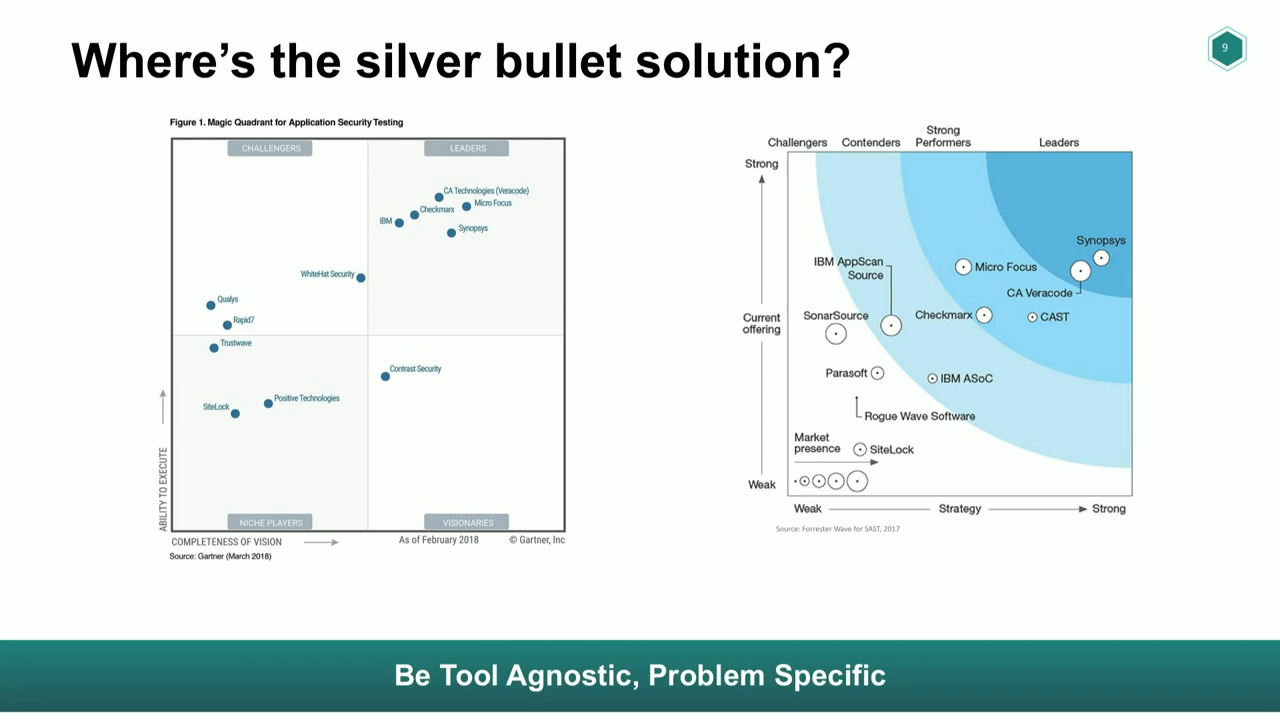 Where's the silver bullet solution?
9
Figure 1. Magic Quadrant for Application Security Testing
CHALLENGERS
LEADERS
CA Technologies (Veracode)
Micro Focus
Checkmarx
IBM
Synopsys
WhiteHat Security
Qualys
Rapid7
Trustwave
Contrast Security
Positive Technologies
SiteLock
ABILITY TO EXECUTE
NICHE PLAYERS
VISIONARIES
COMPLETENESS OF VISION
As of February 2018
© Gartner, Inc
Source: Gartner (March 2018)
Challengers
Contenders
Strong
Performers
Leaders
Strong
Current
offering
Weak
Synopsys
IBM AppScan
Source
Micro Focus
CA Veracode
SonarSource
Checkmarx
CAST
Parasoft
IBM ASoC
Rogue Wave Software
Market
presence
SiteLock
Weak
Strategy
Strong
Source: Forrester Wave for SAST, 2017
Be Tool Agnostic, Problem Specific